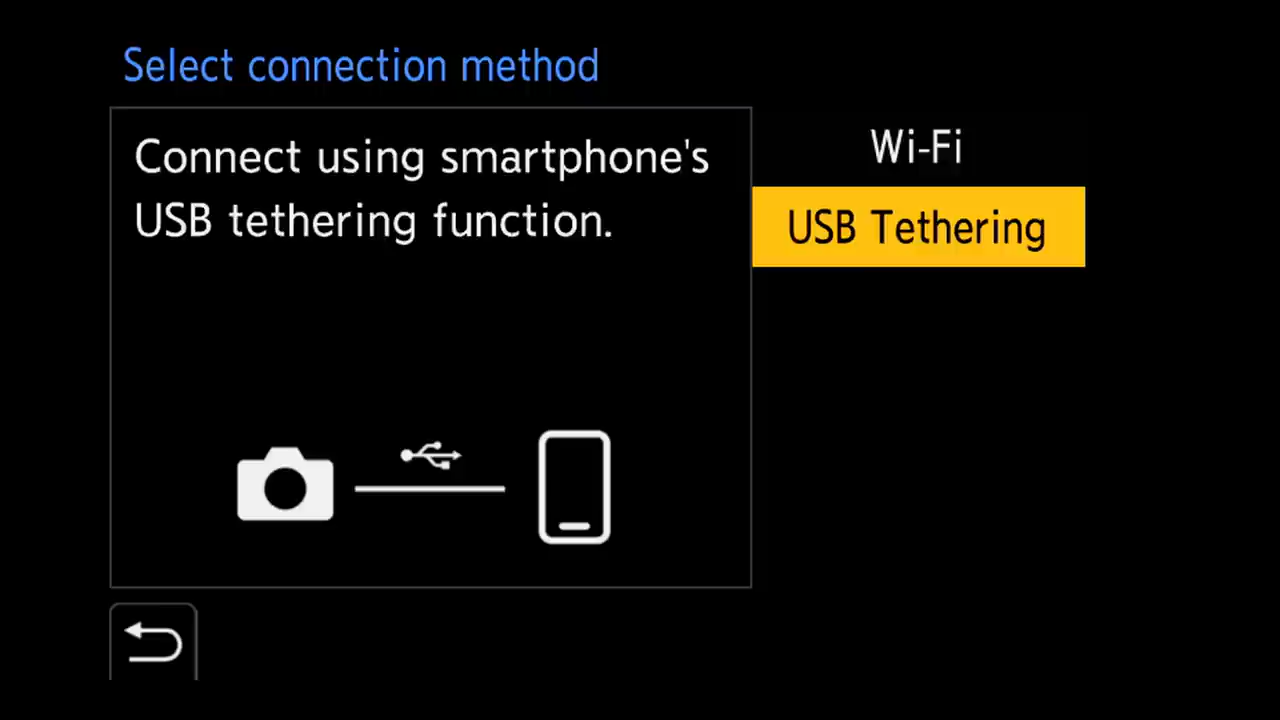 Select connection method
Connect using smartphone's
USB tethering function.
Wi-Fi
USB Tethering